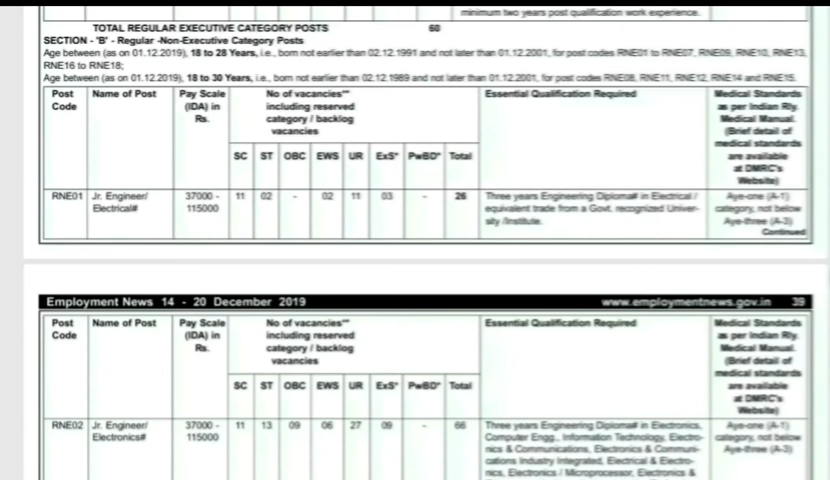 minimum two years post qualification work experience.
TOTAL REGULAR EXECUTIVE CATEGORY POSTS 60
SECTION - 'B' - Regular -Non-Executive Category Posts
Age between (as on 01.12.2019), 18 to 28 Years, i.e., born not earlier than 02.12.1991 and not later than 01.12.2001, for post codes RNE01 to RNE07, RNE09, RNE10, RNE13,
RNE16 to RNE18;
Age between (as on 01.12.2019), 18 to 30 Years, i.e., born not earlier than 02.12.1989 and not later than 01.12.2001, for post codes RNE08, RNE11, RNE12, RNE14 and RNE15.
Post Name of Post Pay Scale No of vacancies** Essential Qualification Required Medical Standards
Code (IDA) in including reserved as per Indian Rly.
Rs. category / backlog Medical Manual.
vacancies (Brief detail of
medical standards
SC ST OBC EWS UR ExS* PwBD* Total are available
at DMRC's
Website)
RNE01 Jr. Engineer/ 37000 - 11 02 - 02 11 03 - 26 Three years Engineering Diploma# in Electrical / Aye-one (A-1)
Electrical# 115000 equivalent trade from a Govt. recognized Univer- category, not below
sity /Institute. Aye-three (A-3)
Continued
Employment News 14 - 20 December 2019 www.employmentnews.gov.in 39
Post Name of Post Pay Scale No of vacancies** Essential Qualification Required Medical Standards
Code (IDA) in including reserved as per Indian Rly.
Rs. category / backlog Medical Manual.
vacancies (Brief detail of
medical standards
SC ST OBC EWS UR ExS* PwBD* Total are available
at DMRC's
Website)
RNE02 Jr. Engineer/ 37000 - 11 13 09 06 27 09 - 66 Three years Engineering Diploma# in Electronics, Aye-one (A-1)
Electronics# 115000 Computer Engg., Information Technology, Electro- category, not below
nics & Communications, Electronics & Communi- Aye-three (A-3)
cations Industry Integrated, Electrical & Electro-
nics, Electronics / Microprocessor, Electronics &